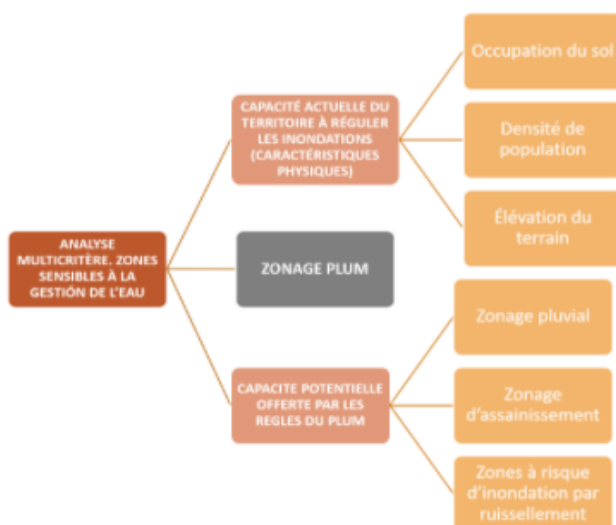 ANALYSE
MULTICRITÈRE. ZONES
SENSIBLES À LA
GESTIÓN DE L'EAU
CAPACITÉ ACTUELLE DU
TERRITOIRE À RÉGULER
LES INONDATIONS
(CARACTÉRISTIQUES
PHYSIQUES)
Occupation du sol
Densité de
population
Élévation du
terrain
ZONAGE PLUM
CAPACITE POTENTIELLE
OFFERTE PAR LES
REGLES DU PLUM
Zonage pluvial
Zonage
d'assainissement
Zones à risque
d'inondation par
ruissellement